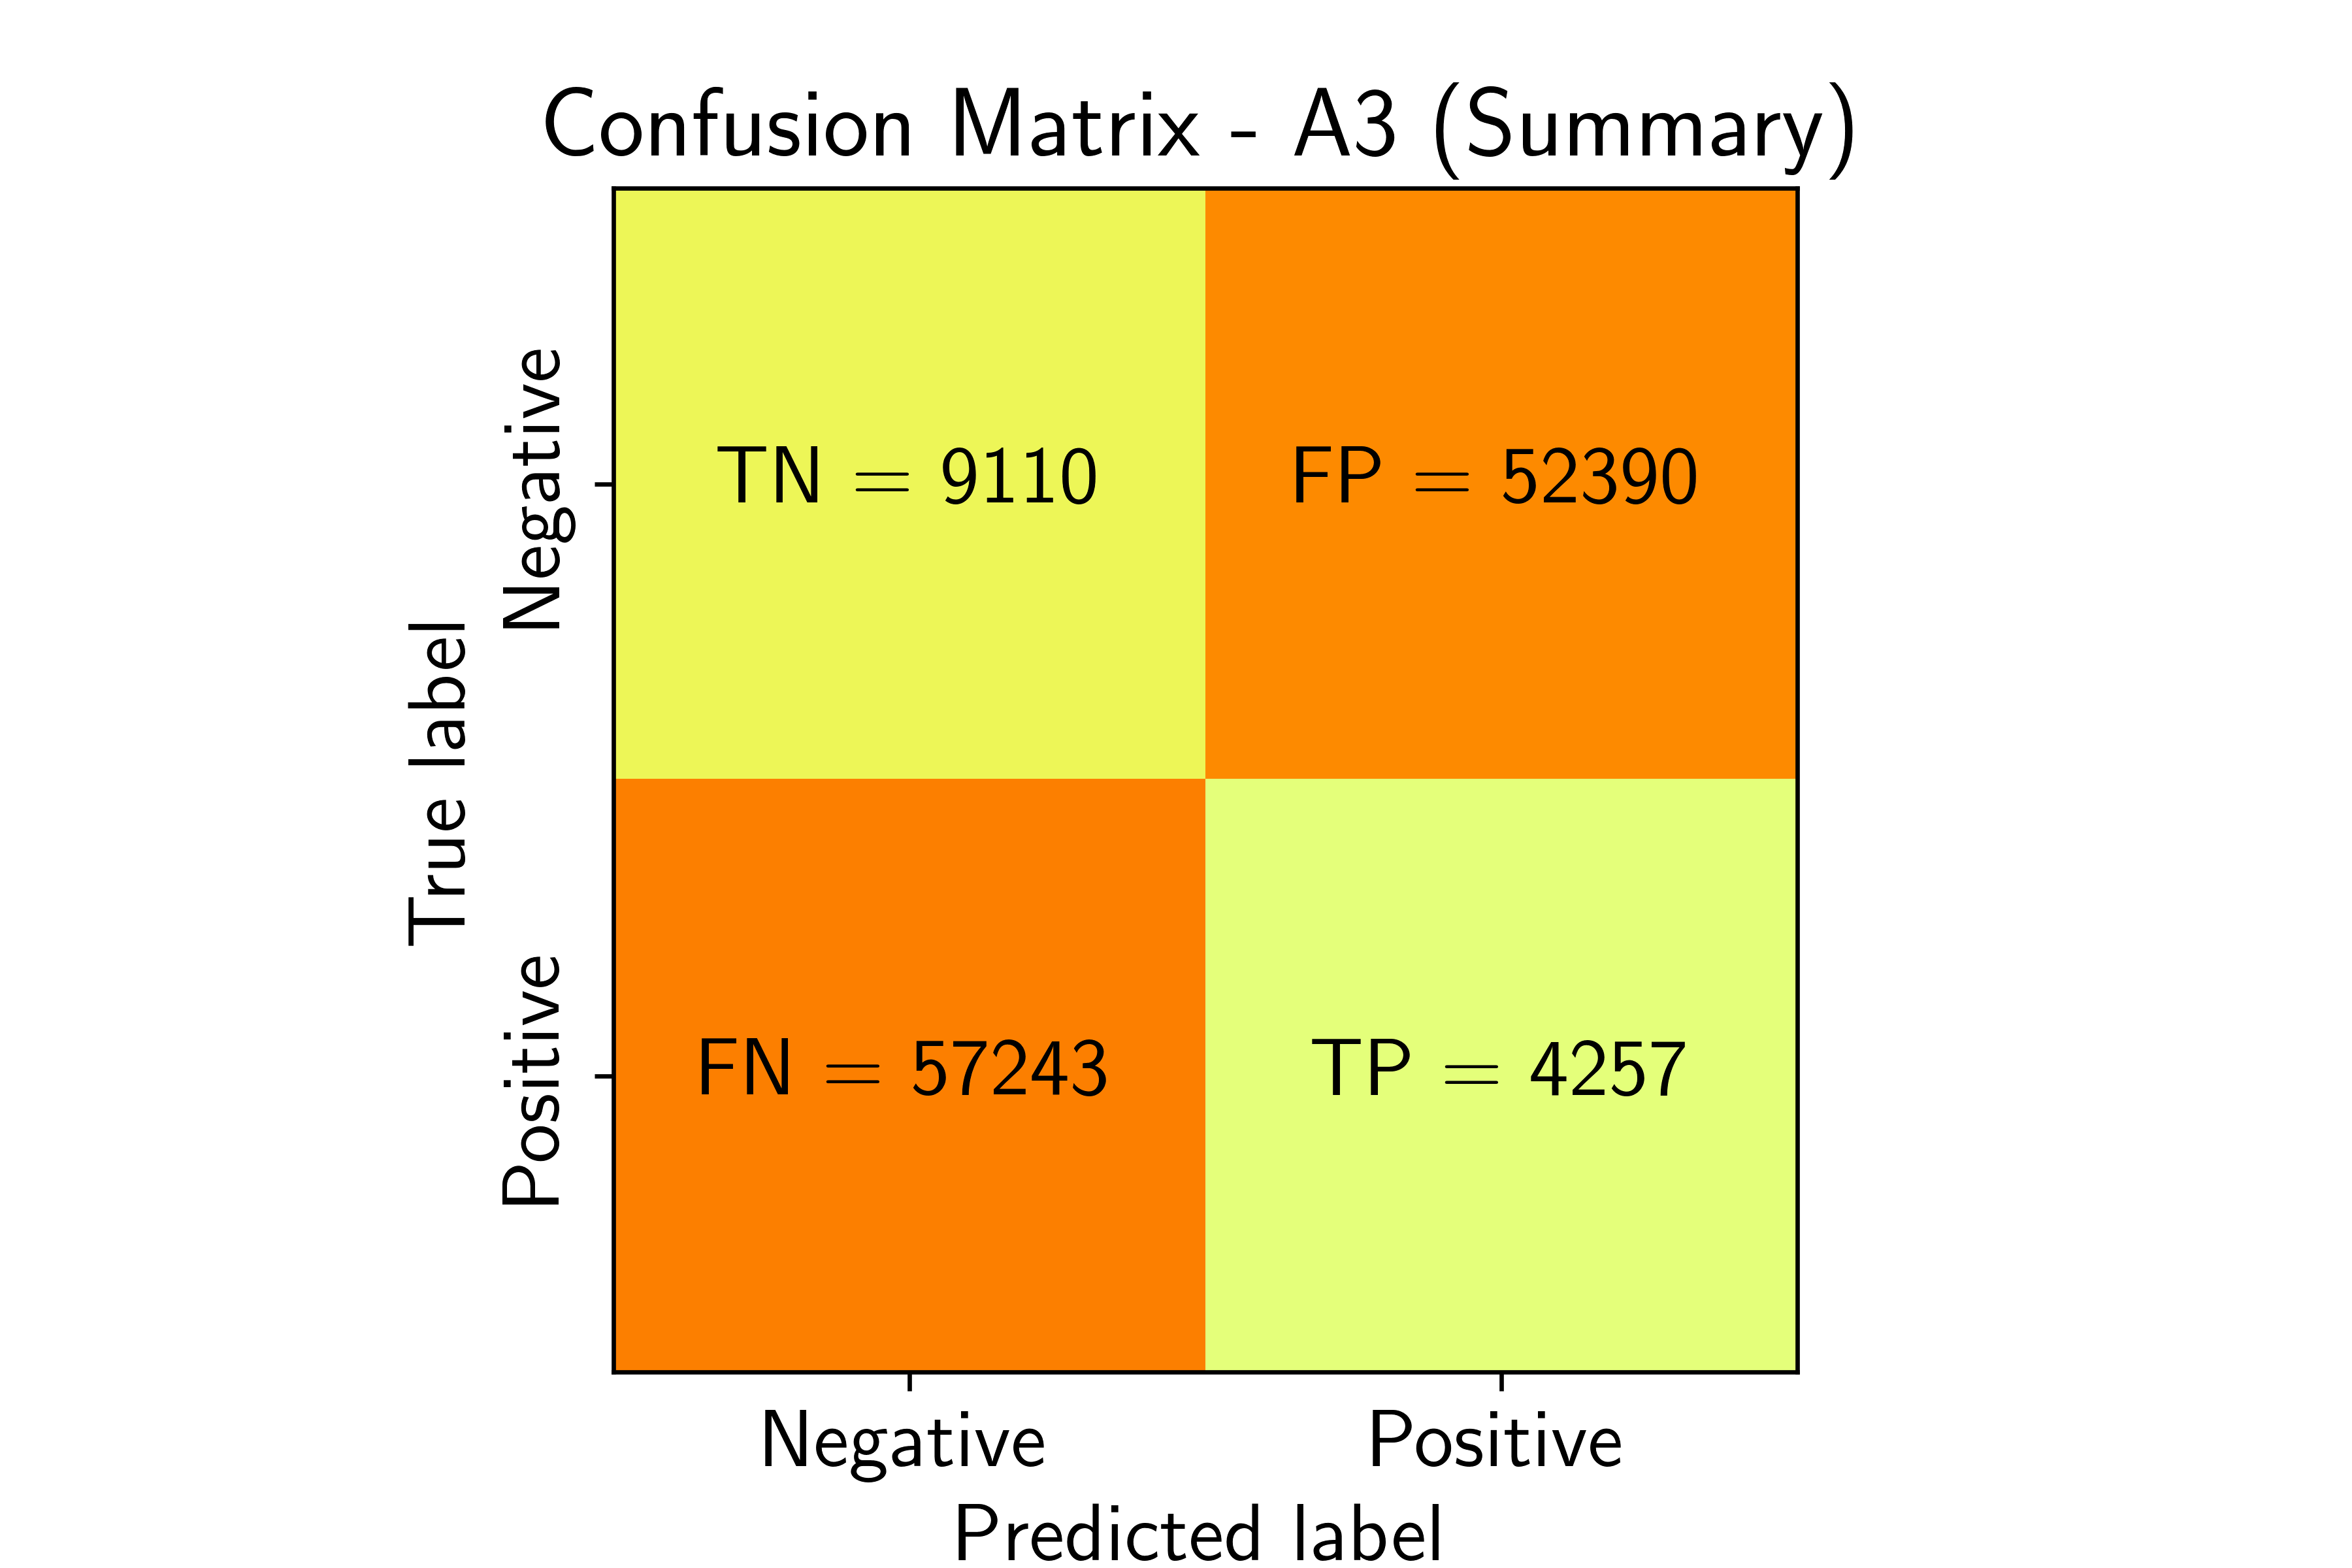 Confusion Matrix - A3 (Summary)
True label
Negative
TN = 9110
FP = 52390
Positive
FN = 57243
TP = 4257
Negative
Positive
Predicted label